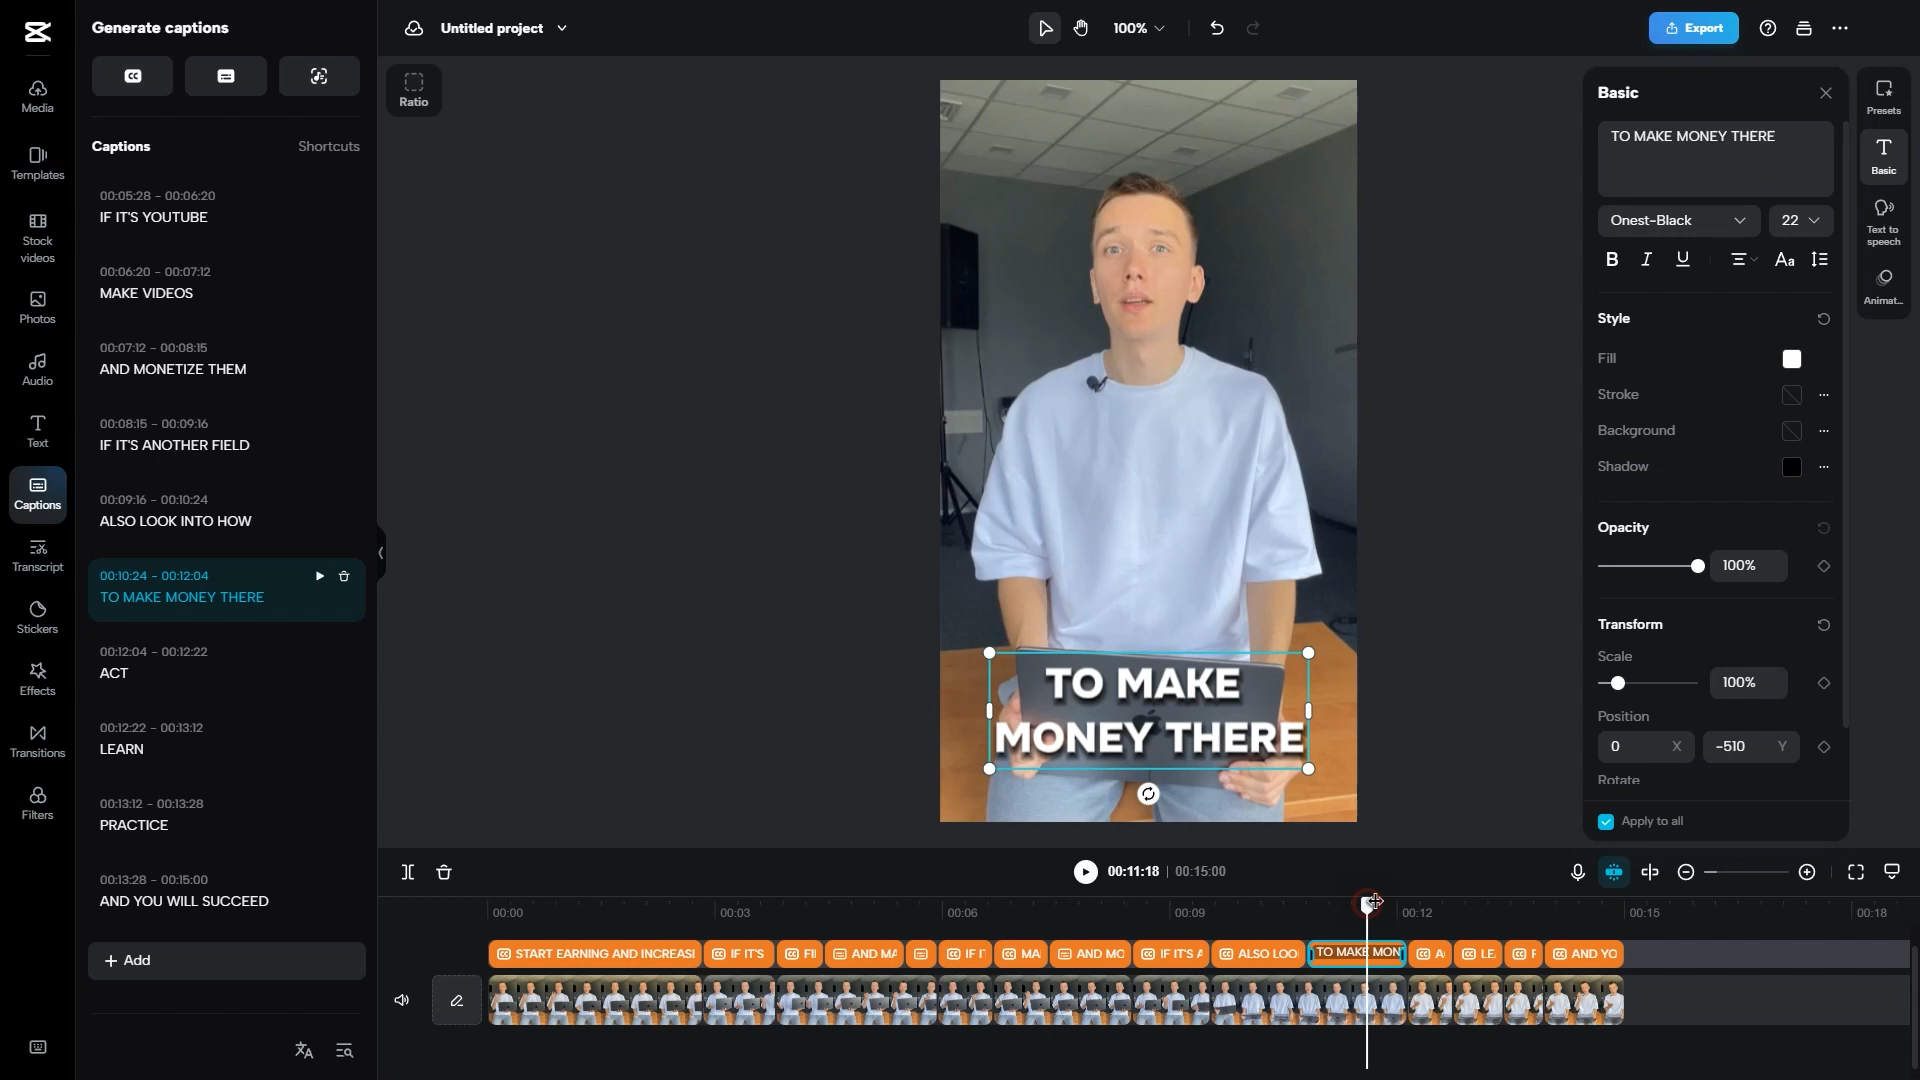 Generate captions
Captions
Shortcuts
00:05:28 - 00:06:20
IF IT'S YOUTUBE
00:06:20 - 00:07:12
MAKE VIDEOS
00:07:12 - 00:08:15
AND MONETIZE THEM
00:08:15 - 00:09:16
IF IT'S ANOTHER FIELD
00:09:16 - 00:10:24
ALSO LOOK INTO HOW
00:10:24 - 00:12:04
TO MAKE MONEY THERE
00:12:04 - 00:12:22
ACT
00:12:22 - 00:13:12
LEARN
00:13:12 - 00:13:28
PRACTICE
00:13:28 - 00:15:00
AND YOU WILL SUCCEED
+ Add
Media
Templates
Stock
videos
Photos
Audio
Text
Captions
Transcript
Stickers
Effects
Transitions
Filters
Untitled project
100%
Export
Ratio
TO MAKE
MONEY THERE
Basic
TO MAKE MONEY THERE
Onest-Black
22
B I U Aa
Style
Fill
Stroke
Background
Shadow
Opacity
100%
Transform
Scale
100%
Position
0 X -510 Y
Rotate
Apply to all
Presets
Basic
Text to
speech
Animat...
00:11:18 | 00:15:00
00:00 00:03 00:06 00:09 00:12 00:15 00:18
START EARNING AND INCREASI
IF IT'S
FI
AND MA
IF I
MA
AND MO
IF IT'S A
ALSO LOO
TO MAKE MON
A
LE
AND YO